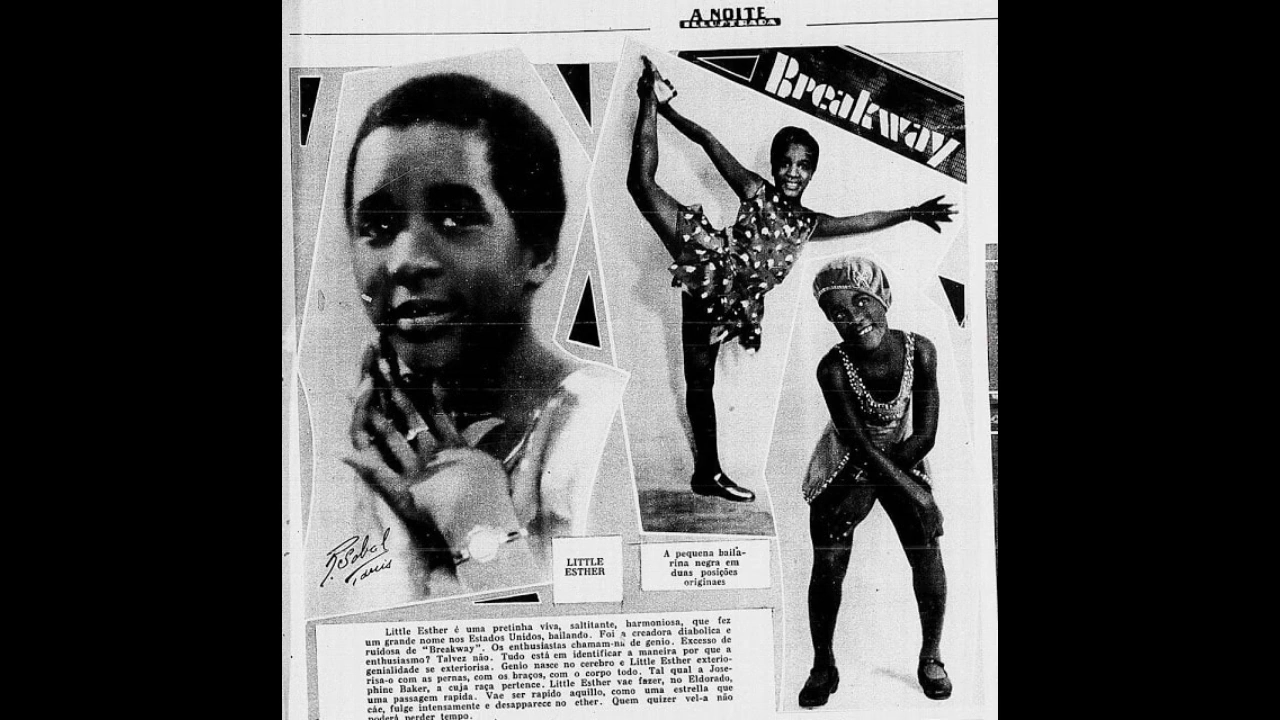 A NOITE
ILLUSTRADA
Breakway
LITTLE
ESTHER
A pequena baila-
rina negra em
duas posições
originaes
Little Esther é uma pretinha viva, saltitante, harmoniosa, que fez
um grande nome nos Estados Unidos, bailando. Foi a creadora diabolica e
ruidosa de "Breakway". Os enthusiastas chamam-na de genio. Excesso de
enthusiasmo? Talvez não. Tudo está em identificar a maneira por que a
genialidade se exteriorisa. Genio nasce no cerebro e Little Esther exterio-
risa-o com as pernas, com os braços, com o corpo todo. Tal qual a Jose-
phine Baker, a cuja raça pertence. Little Esther vae fazer, no Eldorado,
uma passagem rapida. Vae ser rapido aquillo, como uma estrella que
cáe, fulge intensamente e desapparece no ether. Quem quizer vel-a não
poderá perder tempo.